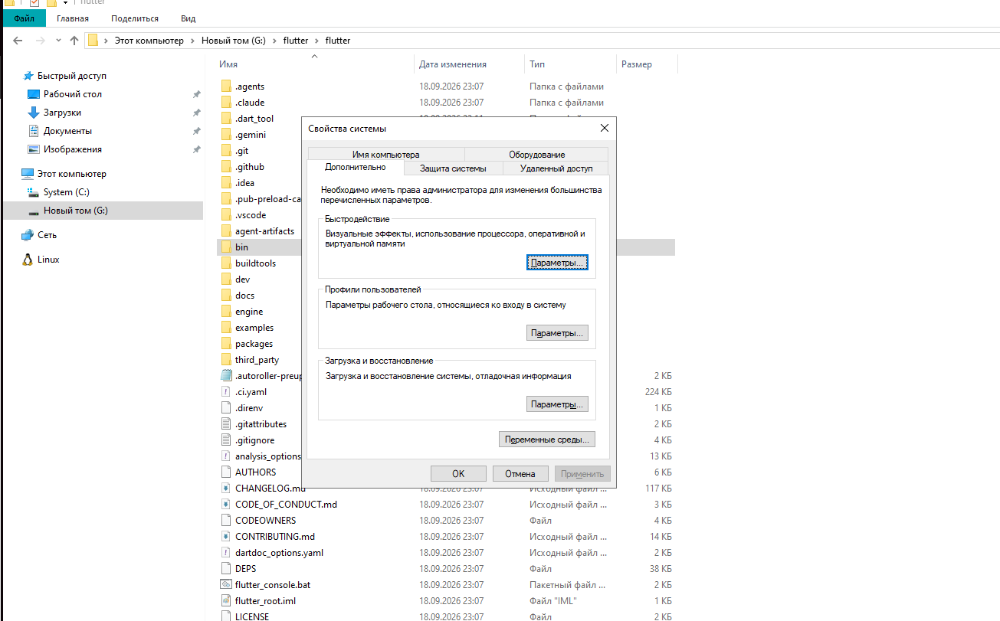 flutter
Файл Главная Поделиться Вид
Этот компьютер Новый том (G:) flutter flutter
Имя Дата изменения Тип Размер
Быстрый доступ
Рабочий стол
Загрузки
Документы
Изображения
Этот компьютер
System (C:)
Новый том (G:)
Сеть
Linux
.agents 18.09.2026 23:07 Папка с файлами
.claude 18.09.2026 23:07 Папка с файлами
.dart_tool
.gemini
.git
.github
.idea
.pub-preload-ca
.vscode
agent-artifacts
bin
buildtools
dev
docs
engine
examples
packages
third_party
.autoroller-preup 2 КБ
.ci.yaml 224 КБ
.direnv 1 КБ
.gitattributes 2 КБ
.gitignore 4 КБ
analysis_options 13 КБ
AUTHORS 6 КБ
CHANGELOG.md 18.09.2026 23:07 Исходный файл ... 117 КБ
CODE_OF_CONDUCT.md 18.09.2026 23:07 Исходный файл ... 3 КБ
CODEOWNERS 18.09.2026 23:07 Файл 4 КБ
CONTRIBUTING.md 18.09.2026 23:07 Исходный файл ... 14 КБ
dartdoc_options.yaml 18.09.2026 23:07 Исходный файл ... 2 КБ
DEPS 18.09.2026 23:07 Файл 38 КБ
flutter_console.bat 18.09.2026 23:07 Пакетный файл ... 2 КБ
flutter_root.iml 18.09.2026 23:07 Файл "IML" 1 КБ
LICENSE 18.09.2026 23:07 Файл 2 КБ
Свойства системы
Имя компьютера Оборудование
Дополнительно Защита системы Удаленный доступ
Необходимо иметь права администратора для изменения большинства
перечисленных параметров.
Быстродействие
Визуальные эффекты, использование процессора, оперативной и
виртуальной памяти
Параметры...
Профили пользователей
Параметры рабочего стола, относящиеся ко входу в систему
Параметры...
Загрузка и восстановление
Загрузка и восстановление системы, отладочная информация
Параметры...
Переменные среды...
ОК Отмена Применить